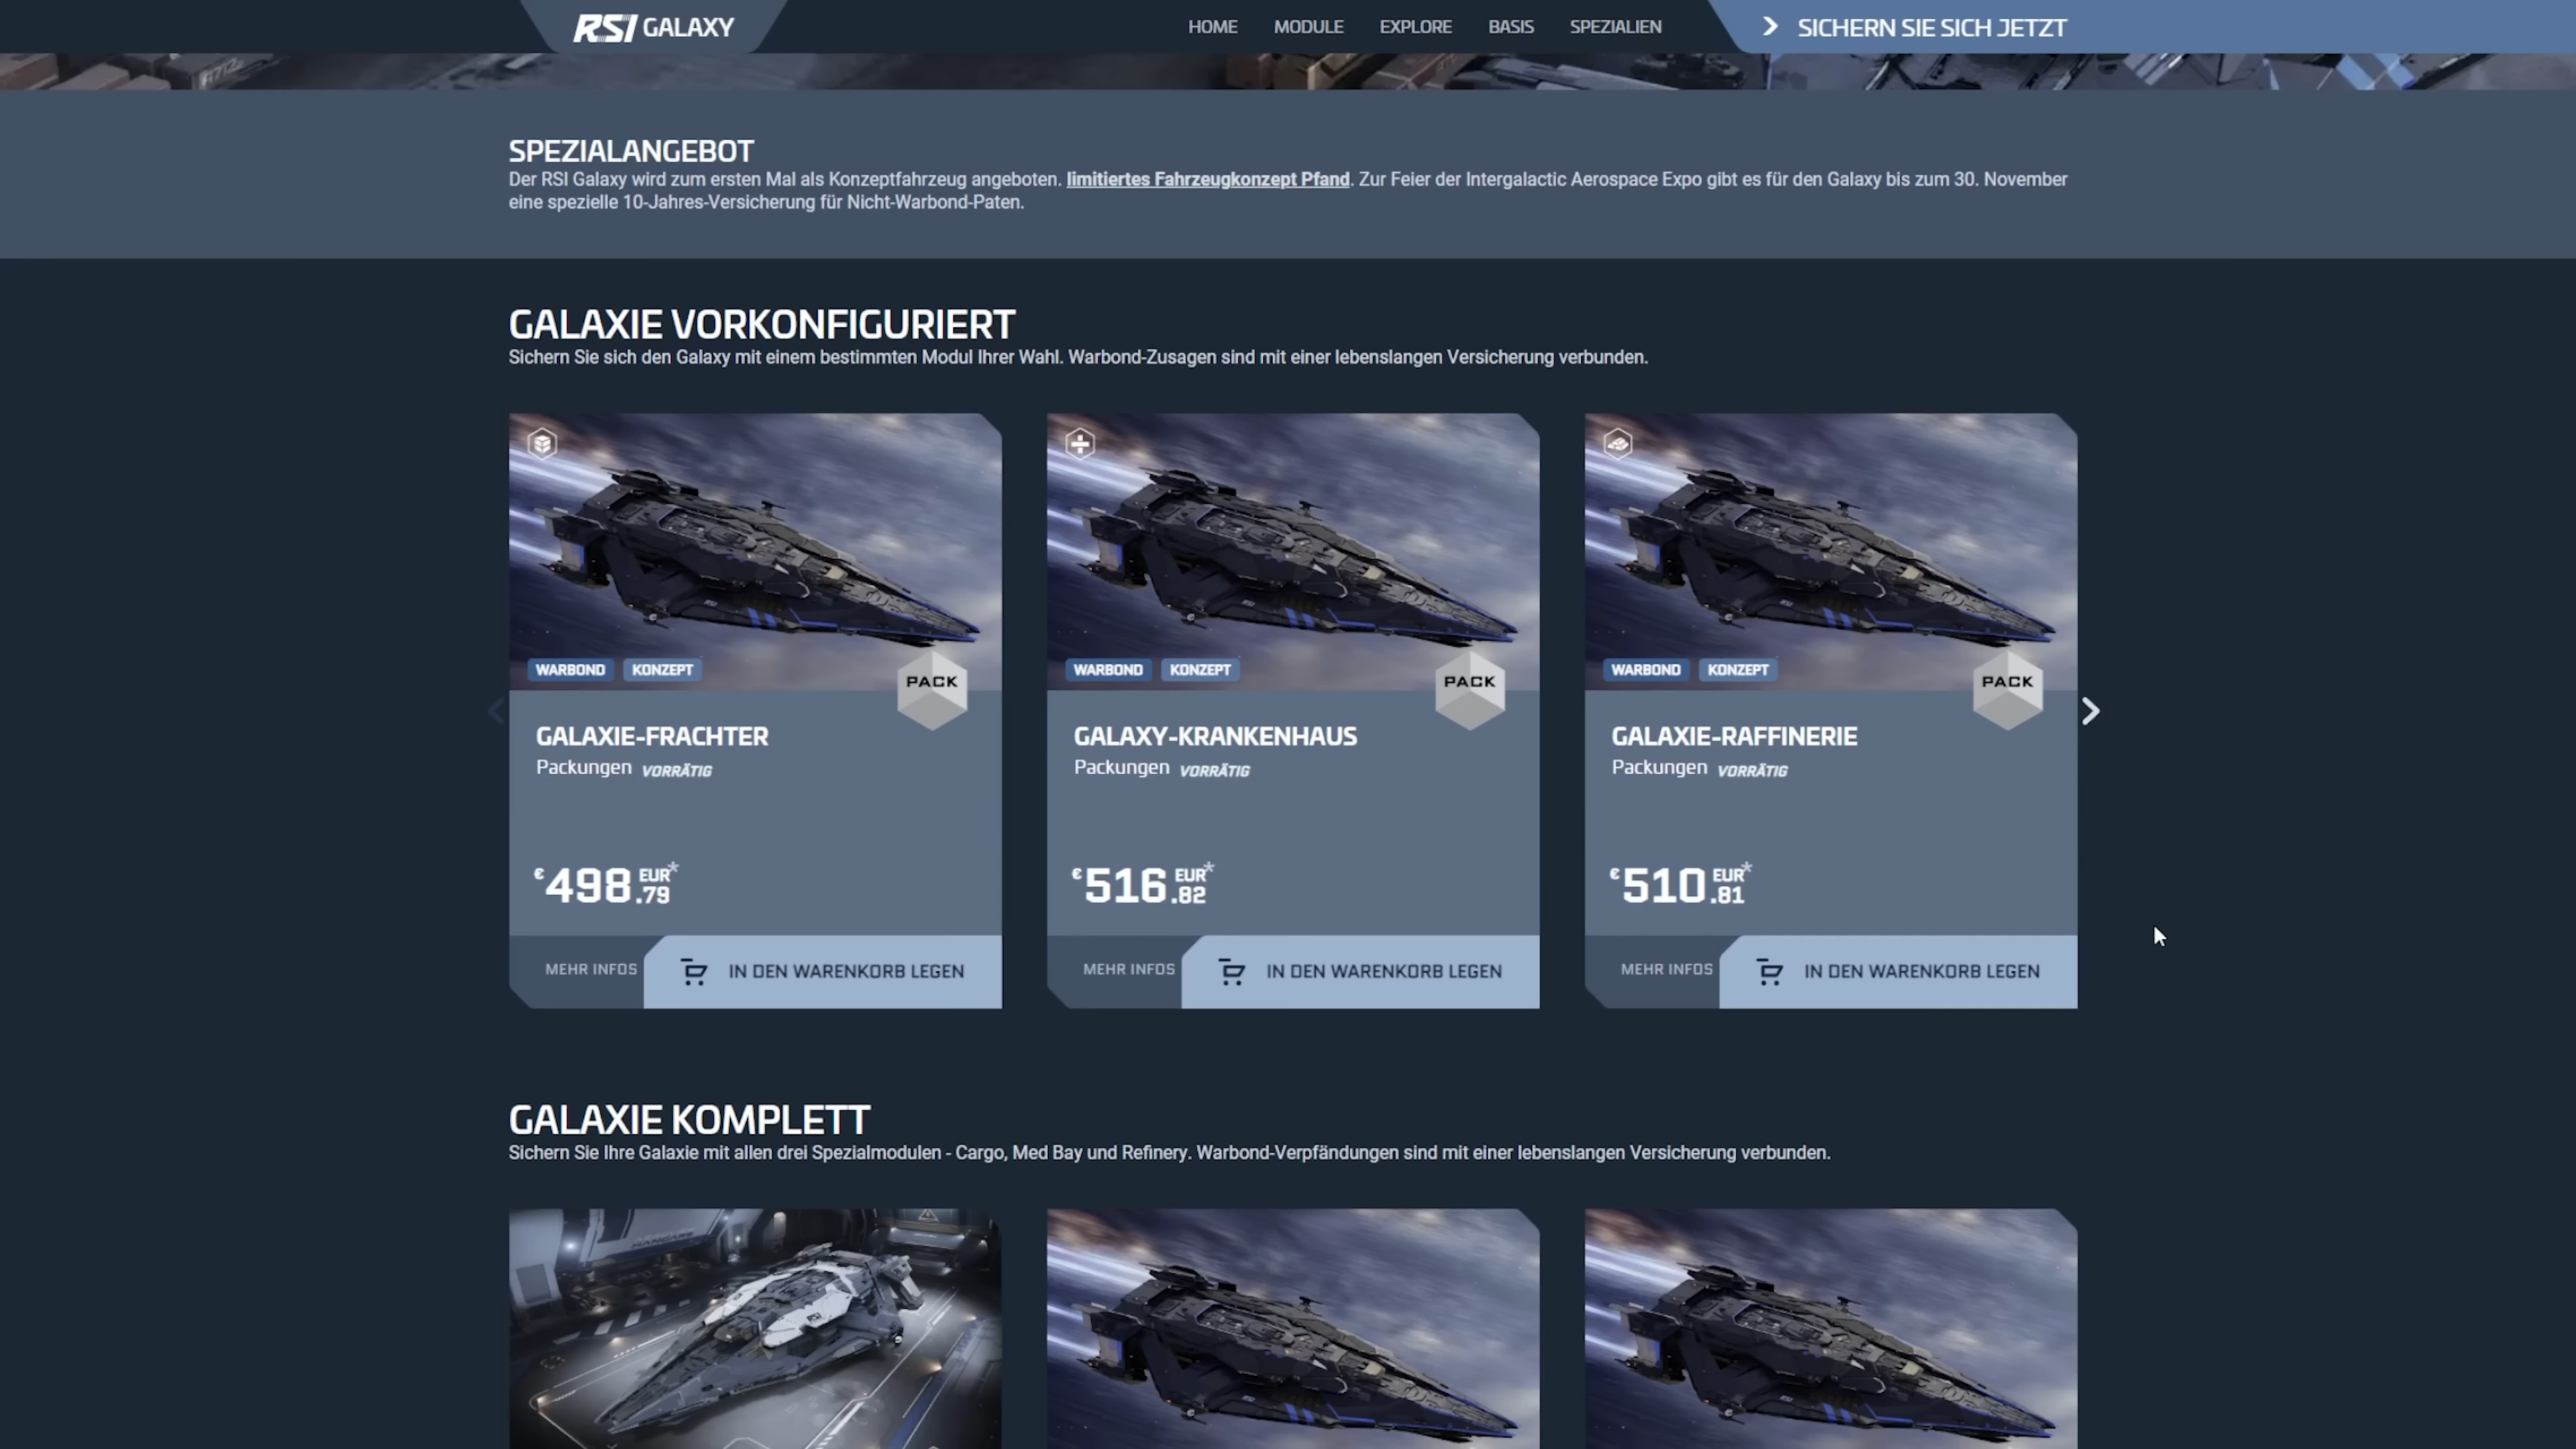 RSI GALAXY
HOME MODULE EXPLORE BASIS SPEZIALIEN
SICHERN SIE SICH JETZT
SPEZIALANGEBOT
Der RSI Galaxy wird zum ersten Mal als Konzeptfahrzeug angeboten. limitiertes Fahrzeugkonzept Pfand. Zur Feier der Intergalactic Aerospace Expo gibt es für den Galaxy bis zum 30. November
eine spezielle 10-Jahres-Versicherung für Nicht-Warbond-Paten.
GALAXIE VORKONFIGURIERT
Sichern Sie sich den Galaxy mit einem bestimmten Modul Ihrer Wahl. Warbond-Zusagen sind mit einer lebenslangen Versicherung verbunden.
WARBOND KONZEPT
PACK
GALAXIE-FRACHTER
Packungen VORRÄTIG
€498.79 EUR*
MEHR INFOS IN DEN WARENKORB LEGEN
WARBOND KONZEPT
PACK
GALAXY-KRANKENHAUS
Packungen VORRÄTIG
€516.82 EUR*
MEHR INFOS IN DEN WARENKORB LEGEN
WARBOND KONZEPT
PACK
GALAXIE-RAFFINERIE
Packungen VORRÄTIG
€510.81 EUR*
MEHR INFOS IN DEN WARENKORB LEGEN
GALAXIE KOMPLETT
Sichern Sie Ihre Galaxie mit allen drei Spezialmodulen - Cargo, Med Bay und Refinery. Warbond-Verpfändungen sind mit einer lebenslangen Versicherung verbunden.